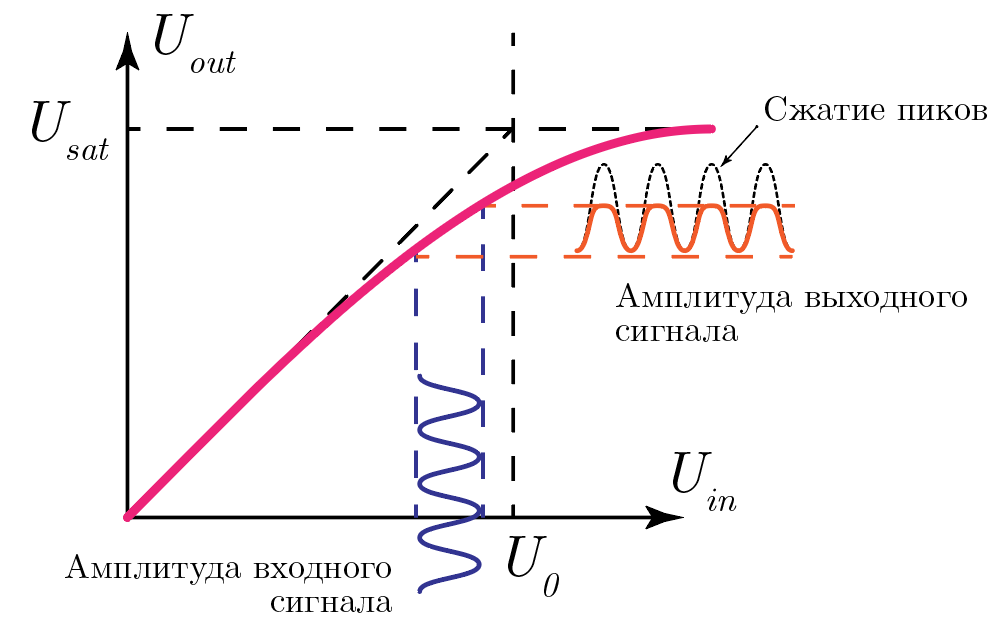 U_out
U_sat
Сжатие пиков
Амплитуда выходного
сигнала
U_in
Амплитуда входного
сигнала
U_0